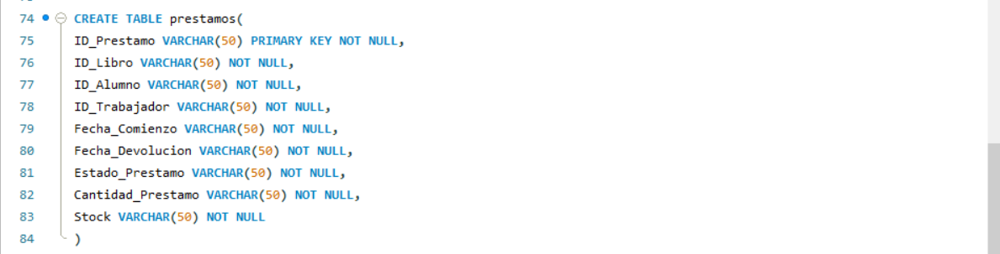 74 CREATE TABLE prestamos(
75 ID_Prestamo VARCHAR(50) PRIMARY KEY NOT NULL,
76 ID_Libro VARCHAR(50) NOT NULL,
77 ID_Alumno VARCHAR(50) NOT NULL,
78 ID_Trabajador VARCHAR(50) NOT NULL,
79 Fecha_Comienzo VARCHAR(50) NOT NULL,
80 Fecha_Devolucion VARCHAR(50) NOT NULL,
81 Estado_Prestamo VARCHAR(50) NOT NULL,
82 Cantidad_Prestamo VARCHAR(50) NOT NULL,
83 Stock VARCHAR(50) NOT NULL
84 )